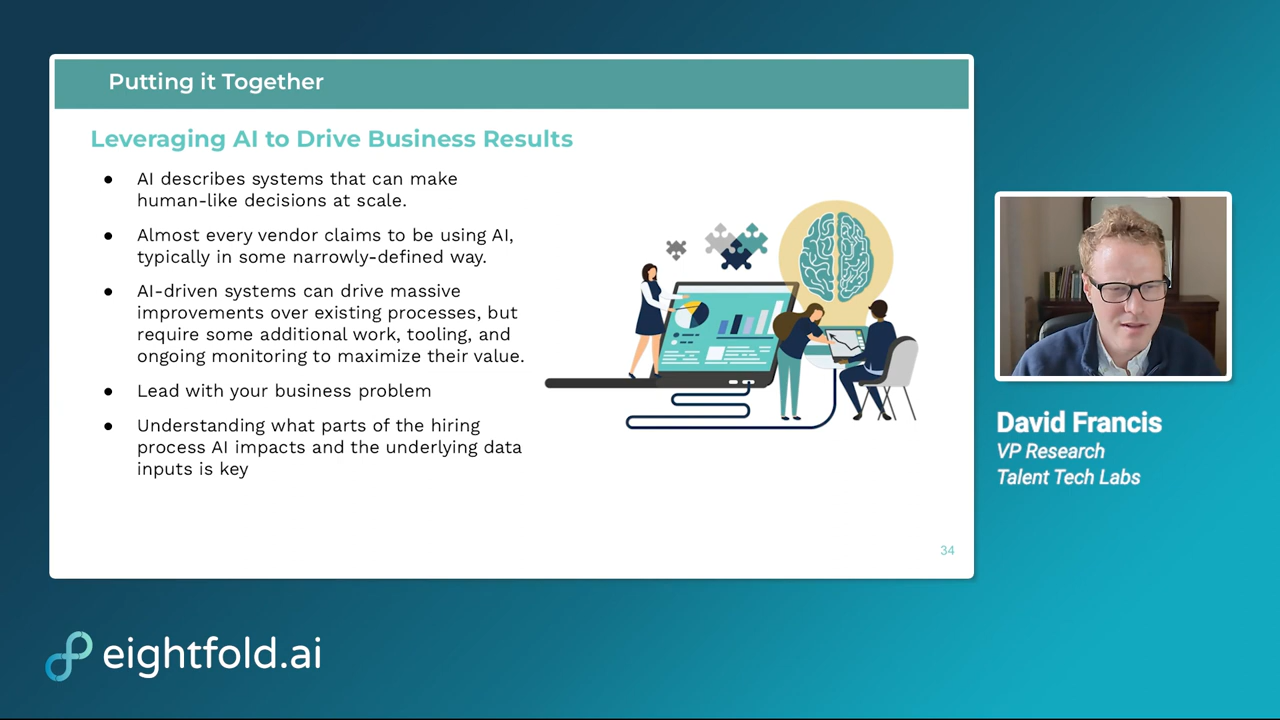 Putting it Together
Leveraging AI to Drive Business Results
● AI describes systems that can make
human-like decisions at scale.
● Almost every vendor claims to be using AI,
typically in some narrowly-defined way.
● AI-driven systems can drive massive
improvements over existing processes, but
require some additional work, tooling, and
ongoing monitoring to maximize their value.
● Lead with your business problem
● Understanding what parts of the hiring
process AI impacts and the underlying data
inputs is key
34
David Francis
VP Research
Talent Tech Labs
eightfold.ai